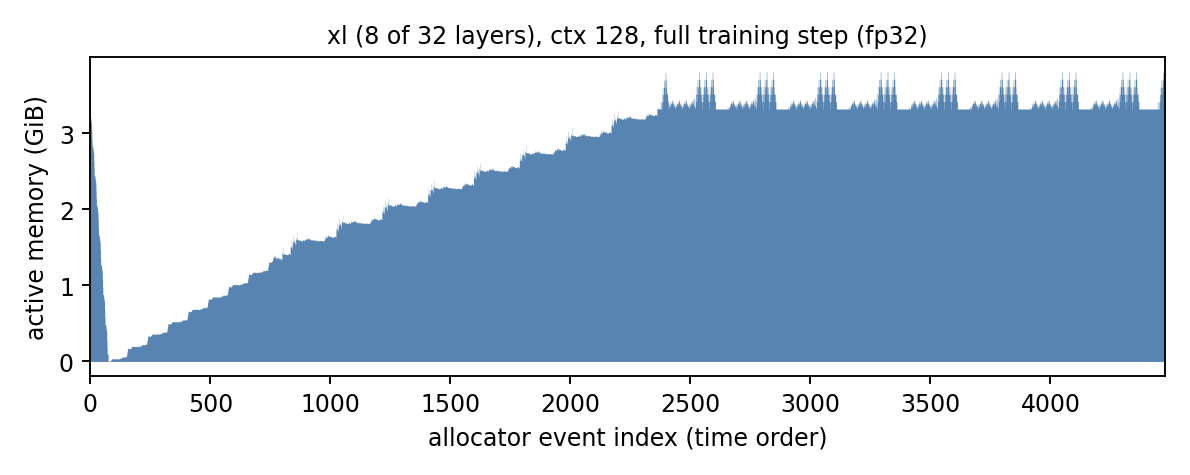 xl (8 of 32 layers), ctx 128, full training step (fp32)
active memory (GiB)
3
2
1
0
0 500 1000 1500 2000 2500 3000 3500 4000
allocator event index (time order)